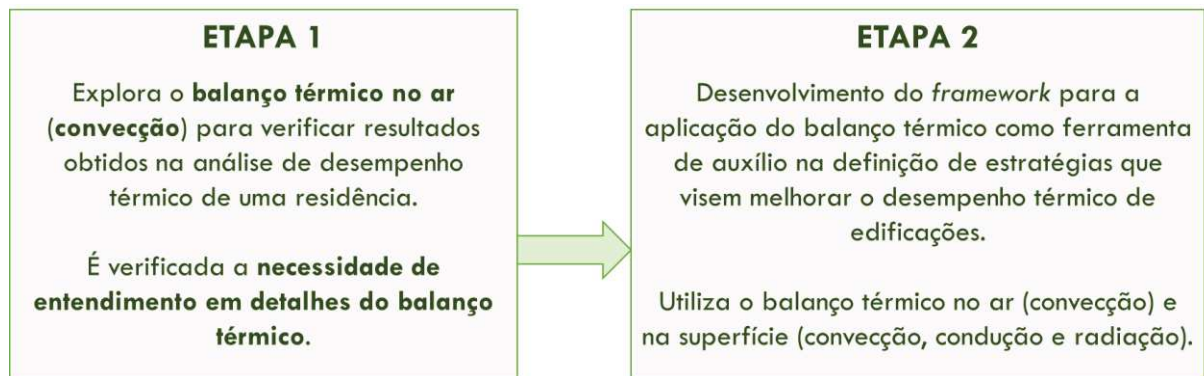 ETAPA 1
Explora o balanço térmico no ar
(convecção) para verificar resultados
obtidos na análise de desempenho
térmico de uma residência.
É verificada a necessidade de
entendimento em detalhes do balanço
térmico.
ETAPA 2
Desenvolvimento do framework para a
aplicação do balanço térmico como ferramenta
de auxílio na definição de estratégias que
visem melhorar o desempenho térmico de
edificações.
Utiliza o balanço térmico no ar (convecção) e
na superfície (convecção, condução e radiação).